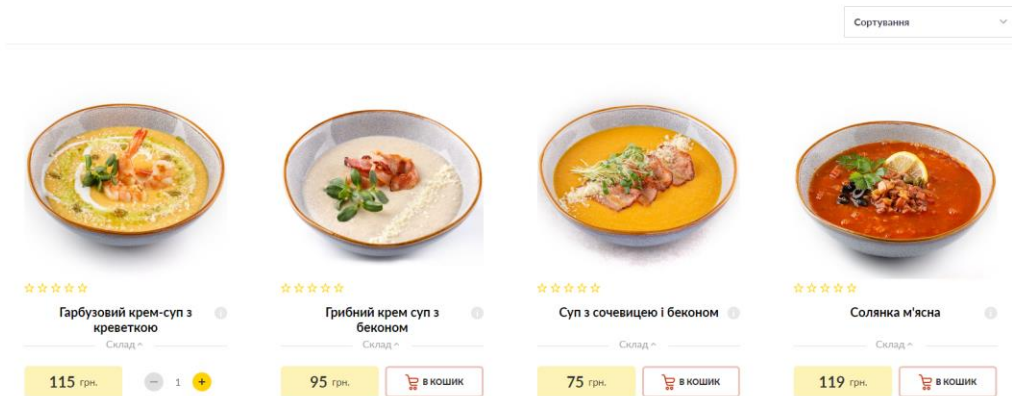 Сортування
Гарбузовий крем-суп з
креветкою
Склад
115 грн.
1
Грибний крем суп з
беконом
Склад
95 грн.
В КОШИК
Суп з сочевицею і беконом
Склад
75 грн.
В КОШИК
Солянка м'ясна
Склад
119 грн.
В КОШИК